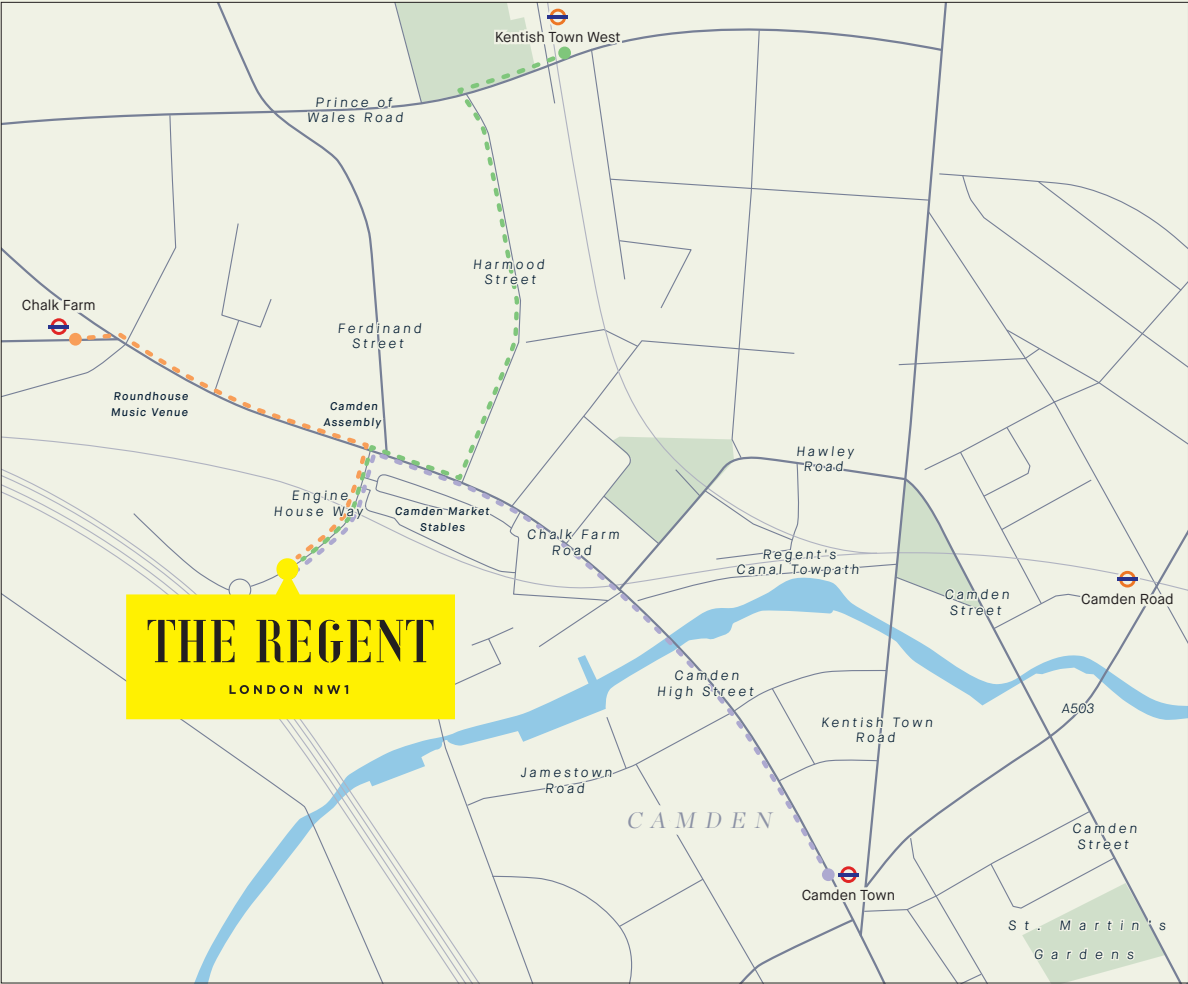 Kentish Town West
Prince of
Wales Road
Harmood
Street
Chalk Farm
Ferdinand
Street
Roundhouse
Music Venue
Camden
Assembly
Hawley
Road
Engine
House Way
Camden Market
Stables
Chalk Farm
Road
Regent's
Canal Towpath
Camden
Street
Camden Road
THE REGENT
LONDON NW1
Camden
High Street
A503
Kentish Town
Road
Jamestown
Road
CAMDEN
Camden
Street
Camden Town
St. Martin's
Gardens